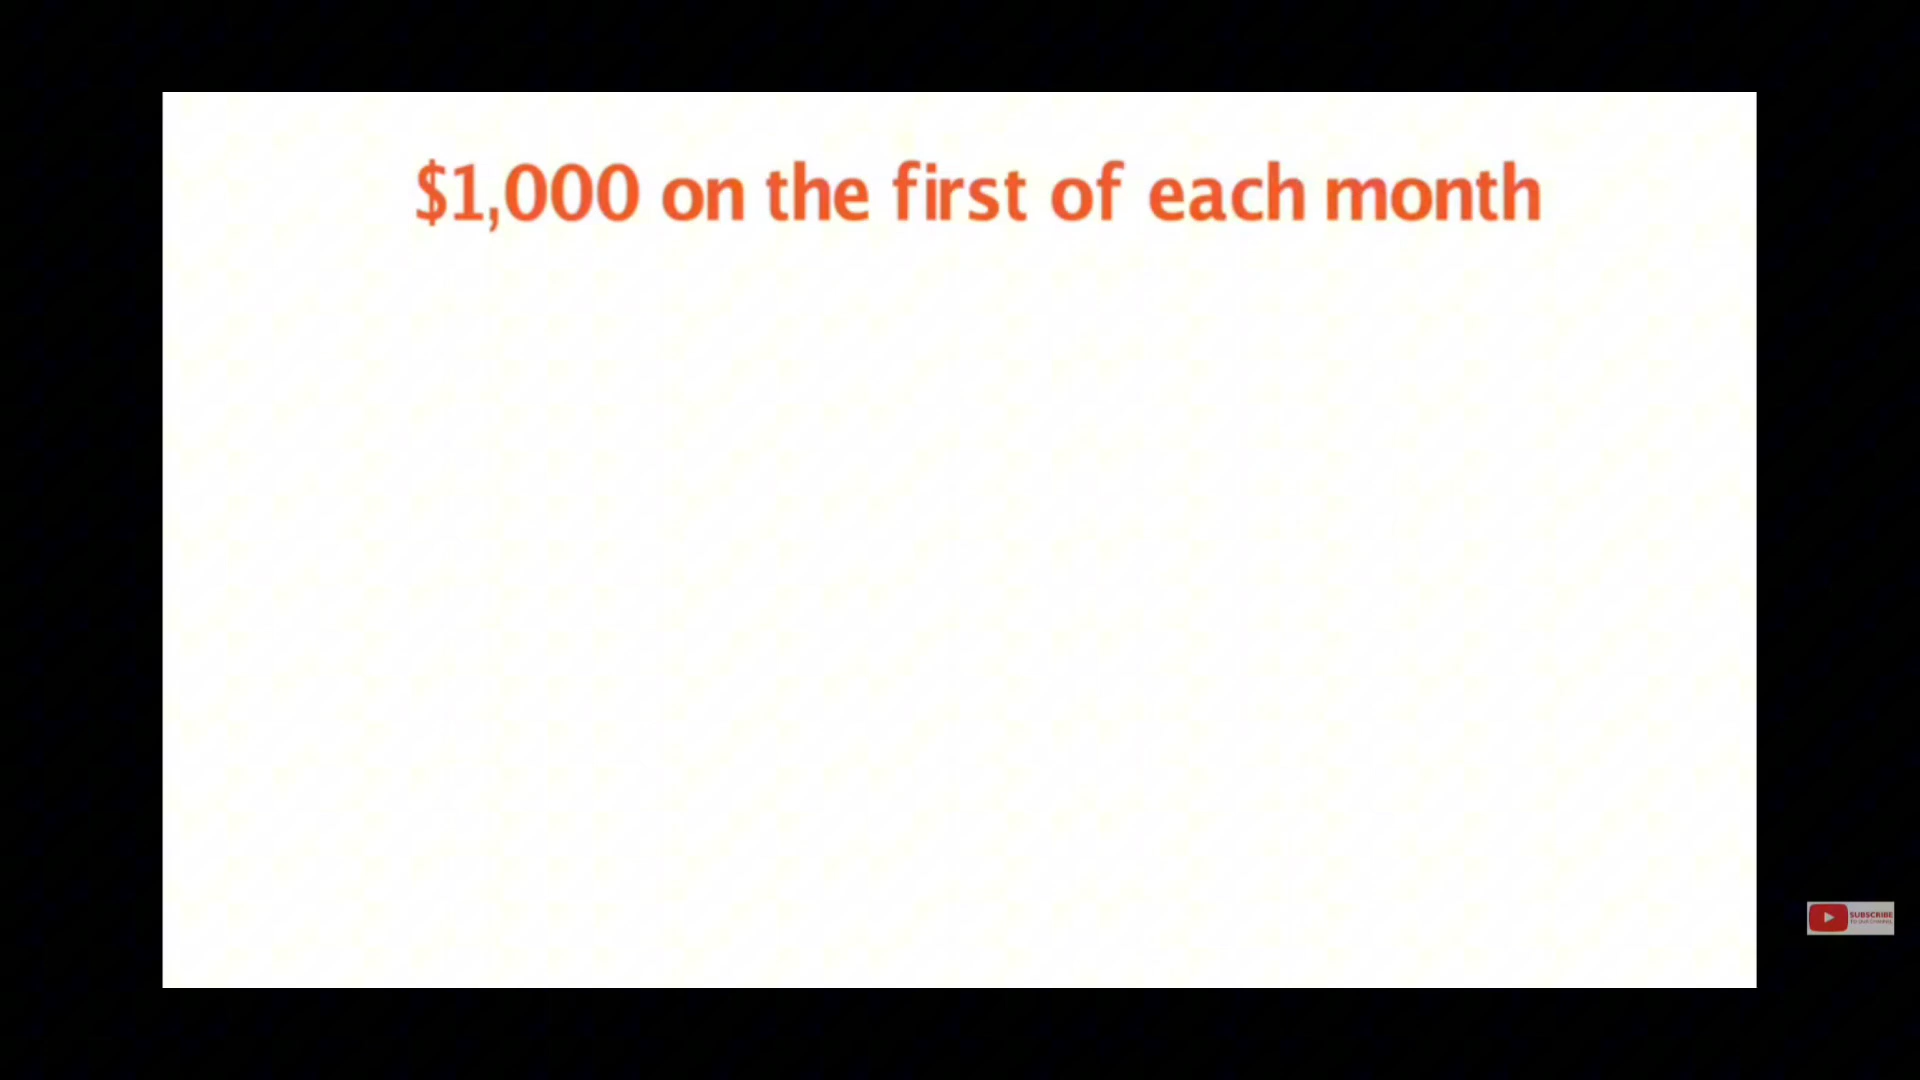 $1,000 on the first of each month
SUBSCRIBE